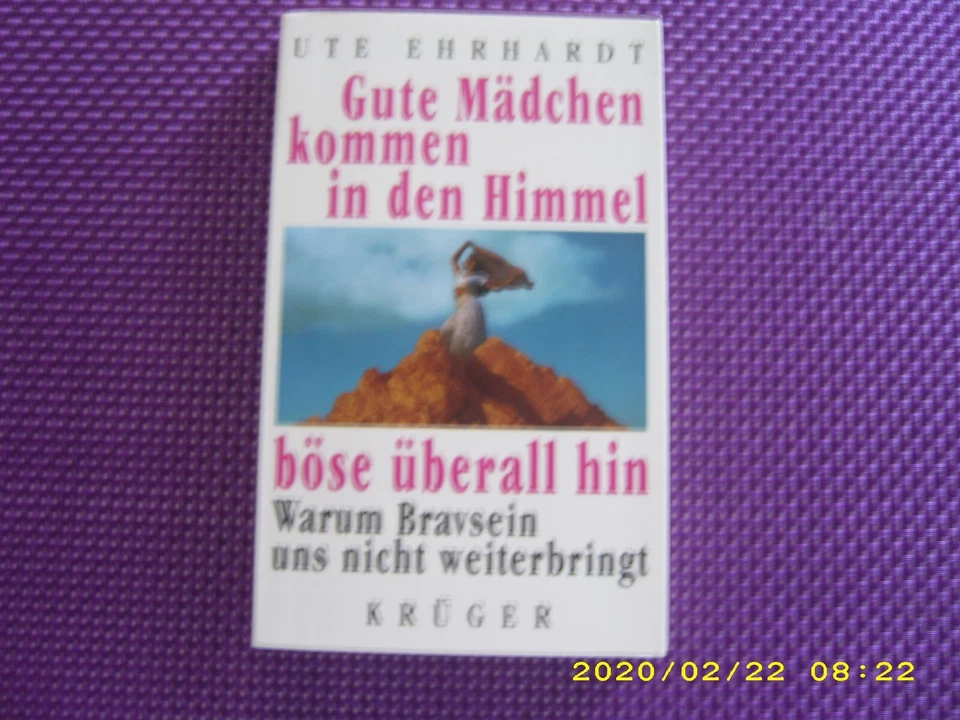 UTE EHRHARDT
Gute Mädchen
kommen
in den Himmel
böse überall hin
Warum Bravsein
uns nicht weiterbringt
KRÜGER
2020/02/22 08:22